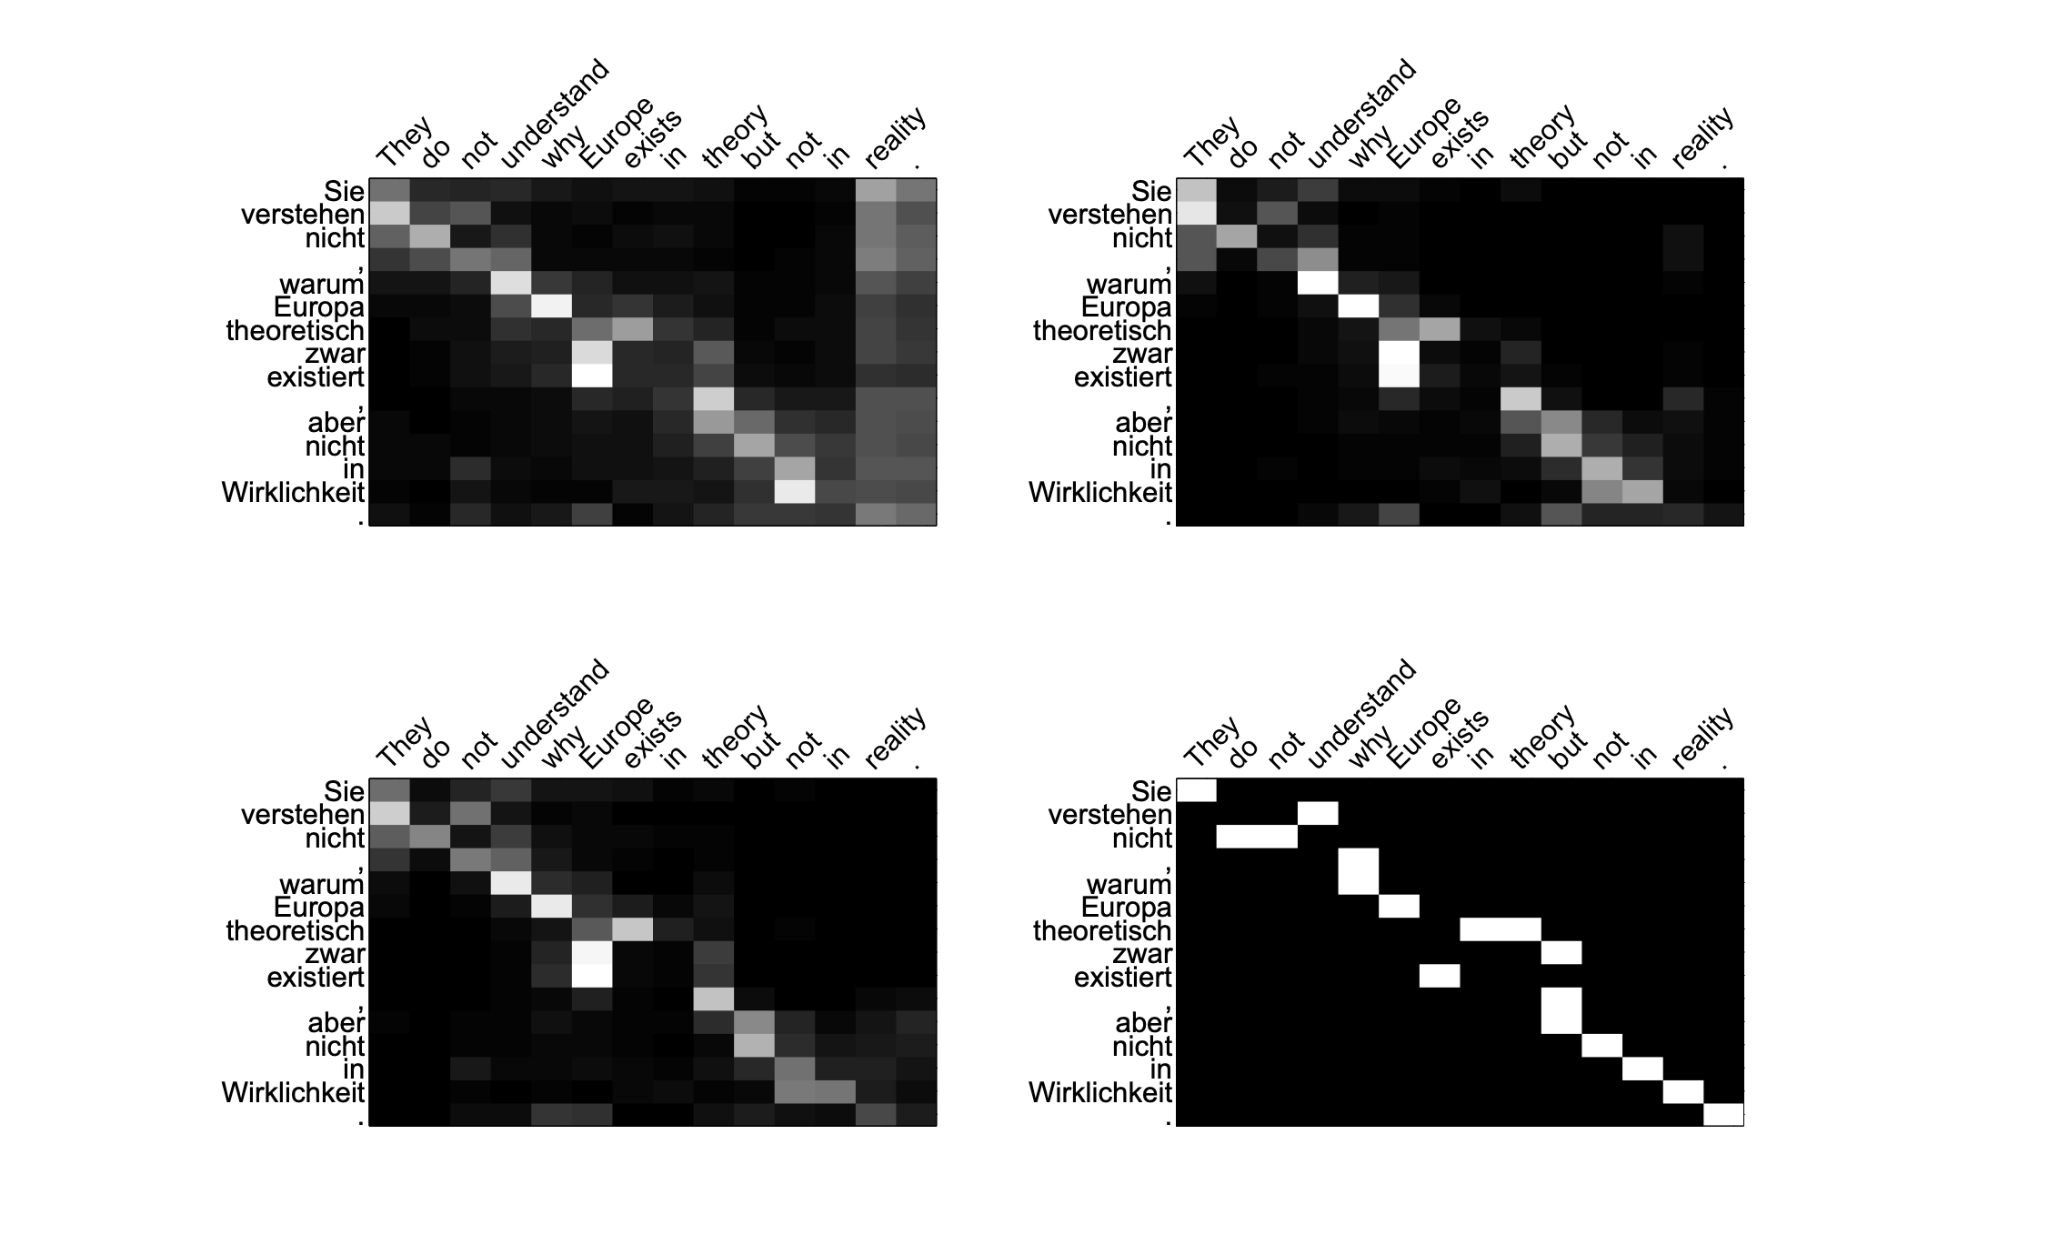 They do not understand why Europe exists in theory but not in reality .
Sie
verstehen
nicht
,
warum
Europa
theoretisch
zwar
existiert
,
aber
nicht
in
Wirklichkeit
.
They do not understand why Europe exists in theory but not in reality .
Sie
verstehen
nicht
,
warum
Europa
theoretisch
zwar
existiert
,
aber
nicht
in
Wirklichkeit
.
They do not understand why Europe exists in theory but not in reality .
Sie
verstehen
nicht
,
warum
Europa
theoretisch
zwar
existiert
,
aber
nicht
in
Wirklichkeit
.
They do not understand why Europe exists in theory but not in reality .
Sie
verstehen
nicht
,
warum
Europa
theoretisch
zwar
existiert
,
aber
nicht
in
Wirklichkeit
.